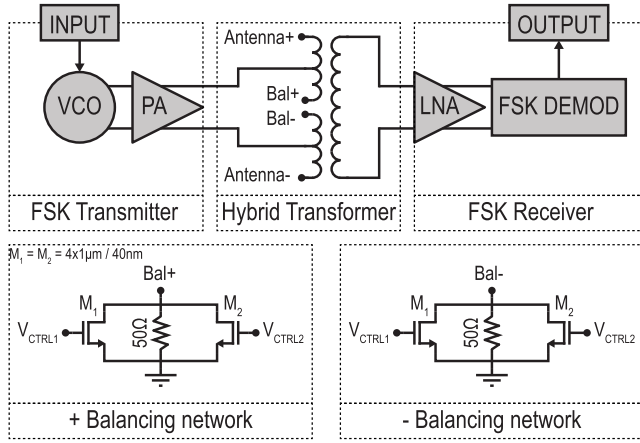 INPUT
OUTPUT
Antenna+
VCO
PA
Bal+
Bal-
LNA
FSK DEMOD
Antenna-
FSK Transmitter
Hybrid Transformer
FSK Receiver
M1 = M2 = 4x1µm / 40nm
Bal+
M1
M2
VCTRL1
50Ω
VCTRL2
+ Balancing network
Bal-
M1
M2
VCTRL1
50Ω
VCTRL2
- Balancing network